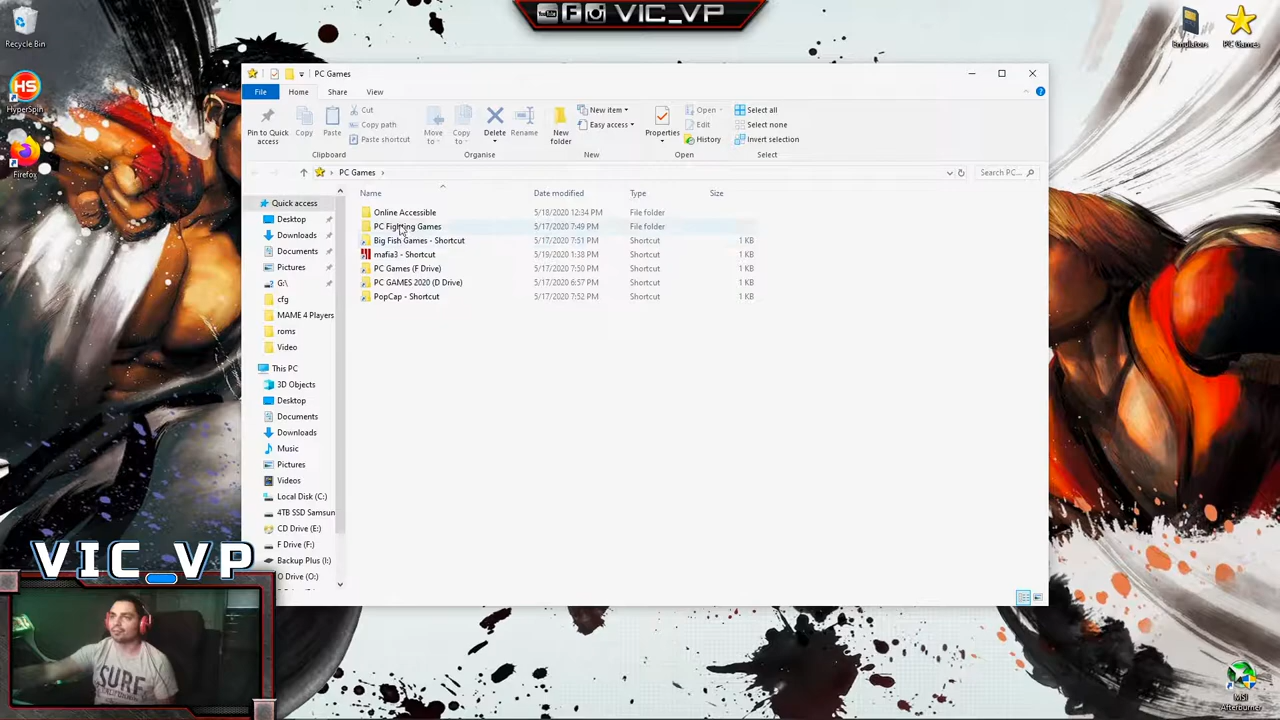 VIC_VP
Recycle Bin
HyperSpin
Firefox
Emulators
PC Games
PC Games
File
Home
Share
View
Pin to Quick access
Copy
Paste
Cut
Copy path
Paste shortcut
Clipboard
Move to
Copy to
Delete
Rename
Organise
New folder
New item
Easy access
New
Properties
Open
Edit
History
Open
Select all
Select none
Invert selection
Select
PC Games
Search PC...
Name
Date modified
Type
Size
Online Accessible 5/18/2020 12:34 PM File folder
PC Fighting Games 5/17/2020 7:49 PM File folder
Big Fish Games - Shortcut 5/17/2020 7:51 PM Shortcut 1 KB
mafia3 - Shortcut 5/19/2020 1:38 PM Shortcut 1 KB
PC Games (F Drive) 5/17/2020 7:50 PM Shortcut 1 KB
PC GAMES 2020 (D Drive) 5/17/2020 6:57 PM Shortcut 1 KB
PopCap - Shortcut 5/17/2020 7:52 PM Shortcut 1 KB
Quick access
Desktop
Downloads
Documents
Pictures
G:\
cfg
MAME 4 Players
roms
Video
This PC
3D Objects
Desktop
Documents
Downloads
Music
Pictures
Videos
Local Disk (C:)
4TB SSD Samsun
CD Drive (E:)
F Drive (F:)
Backup Plus (I:)
O Drive (O:)
VIC_VP
SURF
MSI Afterburner